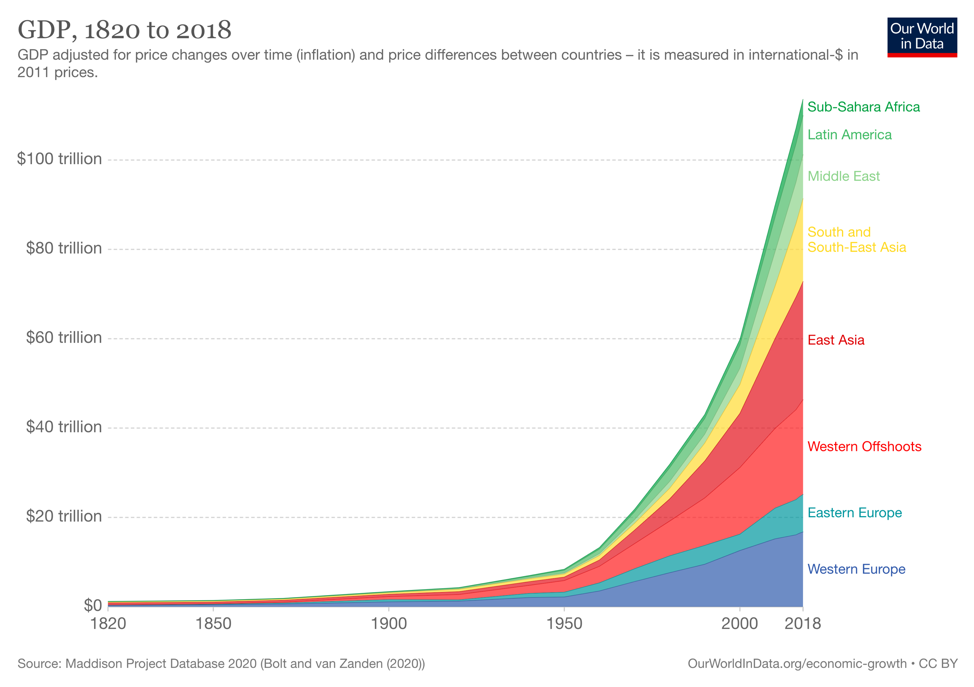 GDP, 1820 to 2018
Our World
in Data
GDP adjusted for price changes over time (inflation) and price differences between countries – it is measured in international-$ in
2011 prices.
Sub-Sahara Africa
Latin America
$100 trillion
Middle East
South and
South-East Asia
$80 trillion
$60 trillion
East Asia
$40 trillion
Western Offshoots
$20 trillion
Eastern Europe
Western Europe
$0
1820 1850 1900 1950 2000 2018
Source: Maddison Project Database 2020 (Bolt and van Zanden (2020))
OurWorldInData.org/economic-growth • CC BY